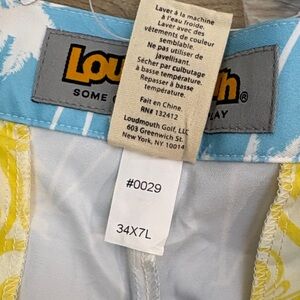 Laver à la machine
à l'eau froide.
Laver avec des
vêtements de couleur
semblable.
Ne pas utiliser de
javellisant.
Sécher par culbutage
à basse température.
Repasser à basse
température.
Fait en Chine.
RN# 132412
Loudmouth Golf, LLC
603 Greenwich St.
New York, NY 10014
SOME
LAY
#0029
34X7L